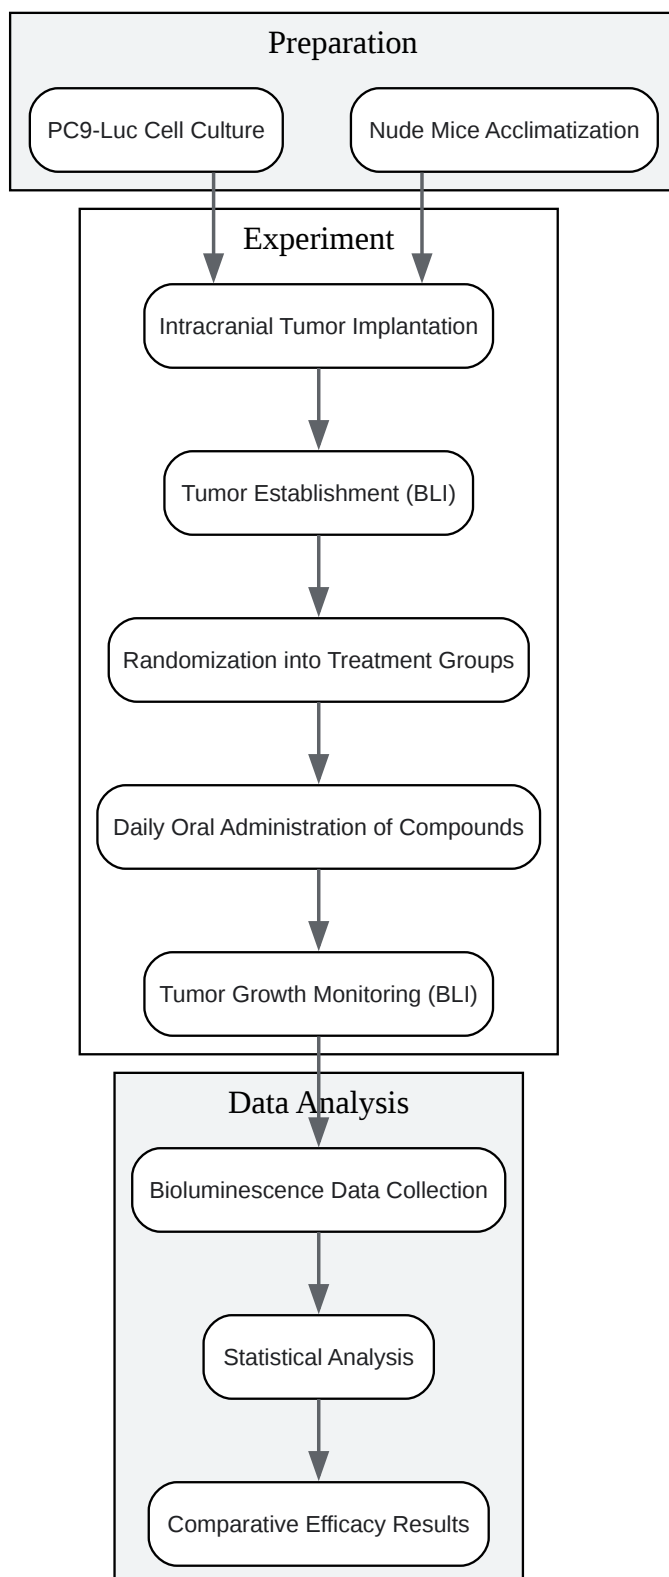 Preparation
PC9-Luc Cell Culture
Nude Mice Acclimatization
Experiment
Intracranial Tumor Implantation
Tumor Establishment (BLI)
Randomization into Treatment Groups
Daily Oral Administration of Compounds
Tumor Growth Monitoring (BLI)
Data Analysis
Bioluminescence Data Collection
Statistical Analysis
Comparative Efficacy Results